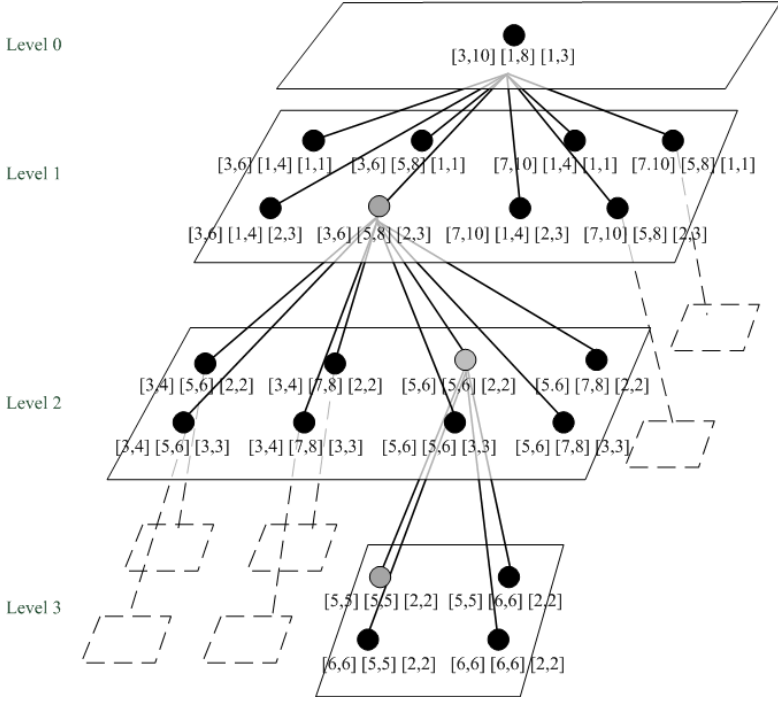 Level 0
[3,10] [1,8] [1,3]
Level 1
[3,6] [1,4] [1,1] [3,6] [5,8] [1,1] [7,10] [1,4] [1,1] [7.10] [5,8] [1,1]
[3,6] [1,4] [2,3] [3,6] [5,8] [2,3] [7,10] [1,4] [2,3] [7,10] [5,8] [2,3]
Level 2
[3,4] [5,6] [2,2] [3,4] [7,8] [2,2] [5,6] [5,6] [2,2] [5.6] [7,8] [2,2]
[3,4] [5,6] [3,3] [3,4] [7,8] [3,3] [5,6] [5,6] [3,3] [5,6] [7,8] [3,3]
Level 3
[5,5] [5,5] [2,2] [5,5] [6,6] [2,2]
[6,6] [5,5] [2,2] [6,6] [6,6] [2,2]